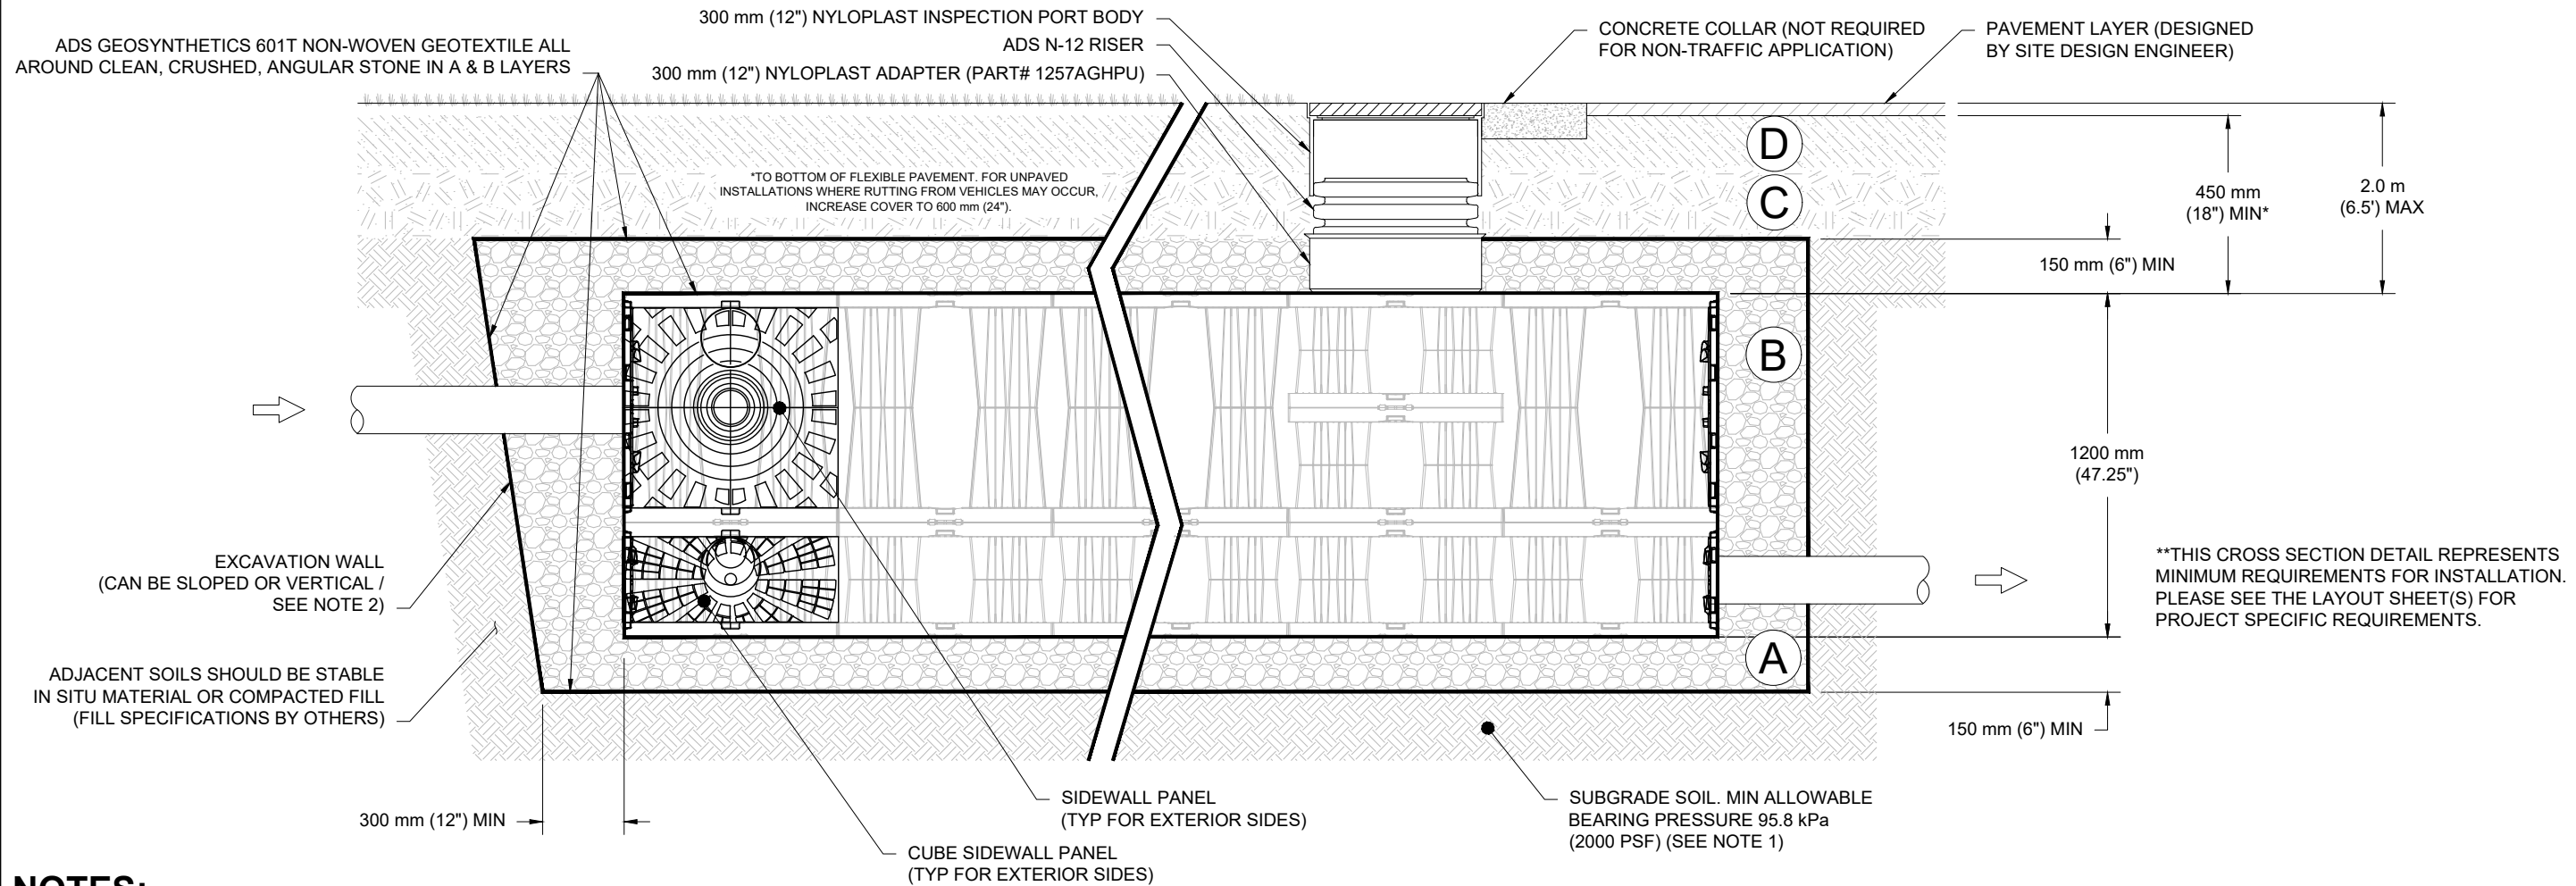 300 mm (12") NYLOPLAST INSPECTION PORT BODY
ADS N-12 RISER
300 mm (12") NYLOPLAST ADAPTER (PART# 1257AGHPU)
CONCRETE COLLAR (NOT REQUIRED
FOR NON-TRAFFIC APPLICATION)
PAVEMENT LAYER (DESIGNED
BY SITE DESIGN ENGINEER)
ADS GEOSYNTHETICS 601T NON-WOVEN GEOTEXTILE ALL
AROUND CLEAN, CRUSHED, ANGULAR STONE IN A & B LAYERS
*TO BOTTOM OF FLEXIBLE PAVEMENT. FOR UNPAVED
INSTALLATIONS WHERE RUTTING FROM VEHICLES MAY OCCUR,
INCREASE COVER TO 600 mm (24").
D
C
450 mm
(18") MIN*
2.0 m
(6.5') MAX
150 mm (6") MIN
B
1200 mm
(47.25")
EXCAVATION WALL
(CAN BE SLOPED OR VERTICAL /
SEE NOTE 2)
**THIS CROSS SECTION DETAIL REPRESENTS
MINIMUM REQUIREMENTS FOR INSTALLATION.
PLEASE SEE THE LAYOUT SHEET(S) FOR
PROJECT SPECIFIC REQUIREMENTS.
A
ADJACENT SOILS SHOULD BE STABLE
IN SITU MATERIAL OR COMPACTED FILL
(FILL SPECIFICATIONS BY OTHERS)
150 mm (6") MIN
300 mm (12") MIN
SIDEWALL PANEL
(TYP FOR EXTERIOR SIDES)
SUBGRADE SOIL. MIN ALLOWABLE
BEARING PRESSURE 95.8 kPa
(2000 PSF) (SEE NOTE 1)
CUBE SIDEWALL PANEL
(TYP FOR EXTERIOR SIDES)
NOTES: